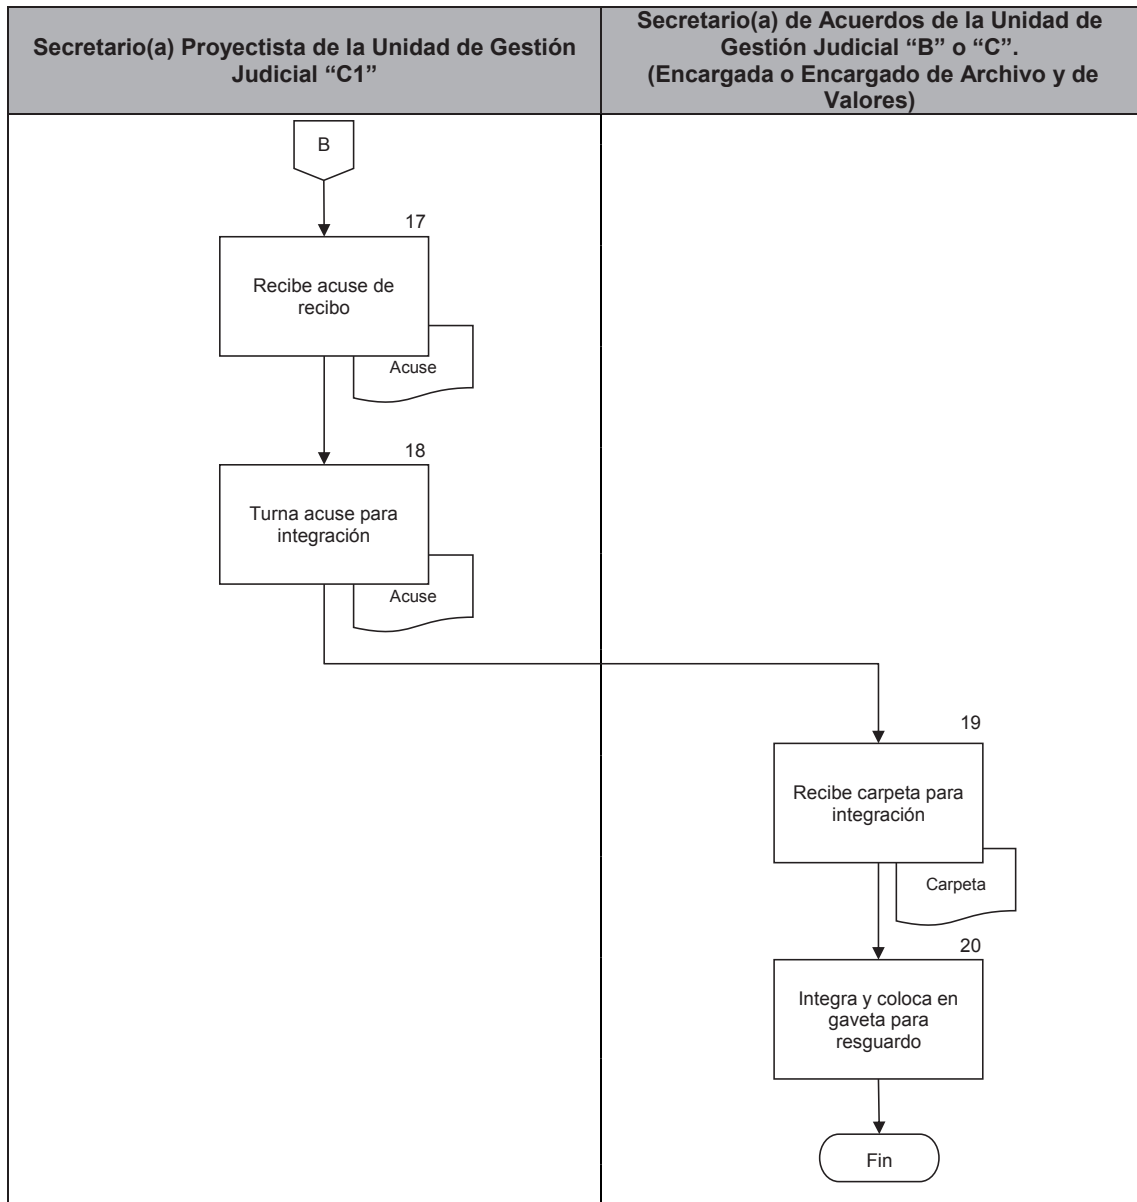 Secretario(a) Proyectista de la Unidad de Gestión
Judicial “C1”
Secretario(a) de Acuerdos de la Unidad de
Gestión Judicial “B” o “C”.
(Encargada o Encargado de Archivo y de
Valores)
B
17
Recibe acuse de
recibo
Acuse
18
Turna acuse para
integración
Acuse
19
Recibe carpeta para
integración
Carpeta
20
Integra y coloca en
gaveta para
resguardo
Fin